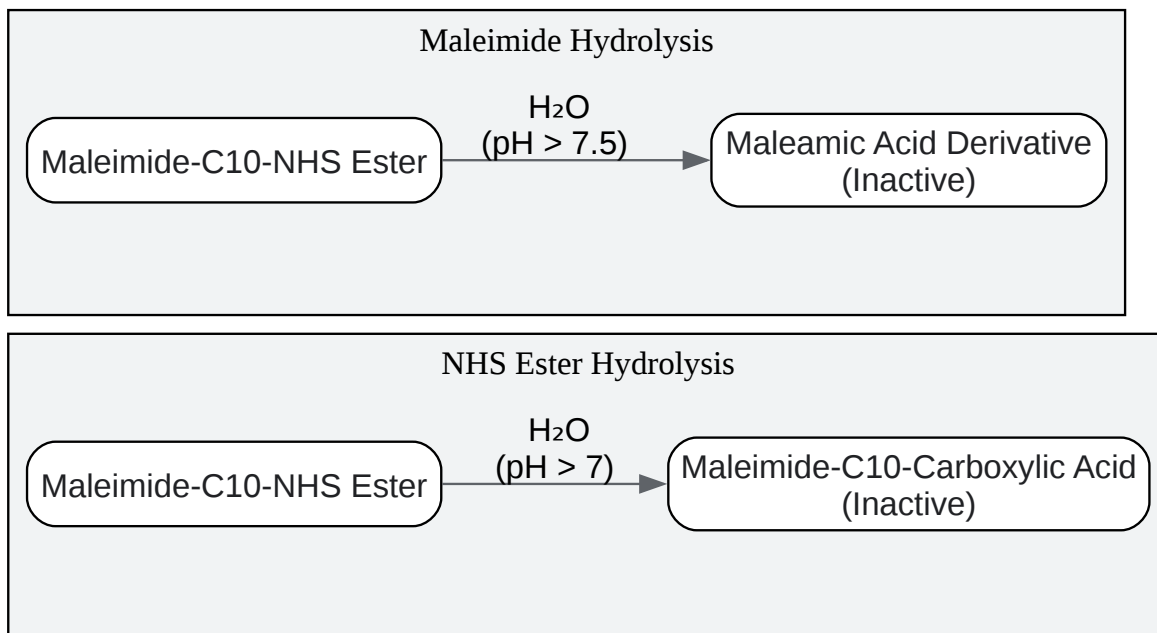 Maleimide Hydrolysis
H₂O
(pH > 7.5)
Maleimide-C10-NHS Ester
Maleamic Acid Derivative
(Inactive)
NHS Ester Hydrolysis
H₂O
(pH > 7)
Maleimide-C10-NHS Ester
Maleimide-C10-Carboxylic Acid
(Inactive)